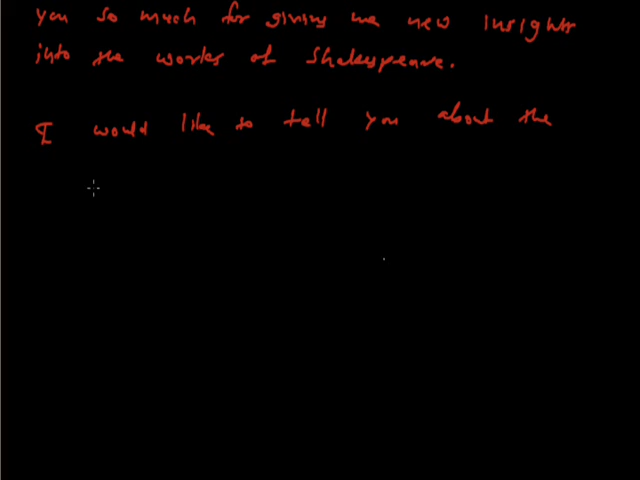 you so much for giving me new insights
into the works of Shakespeare.
I would like to tell you about the